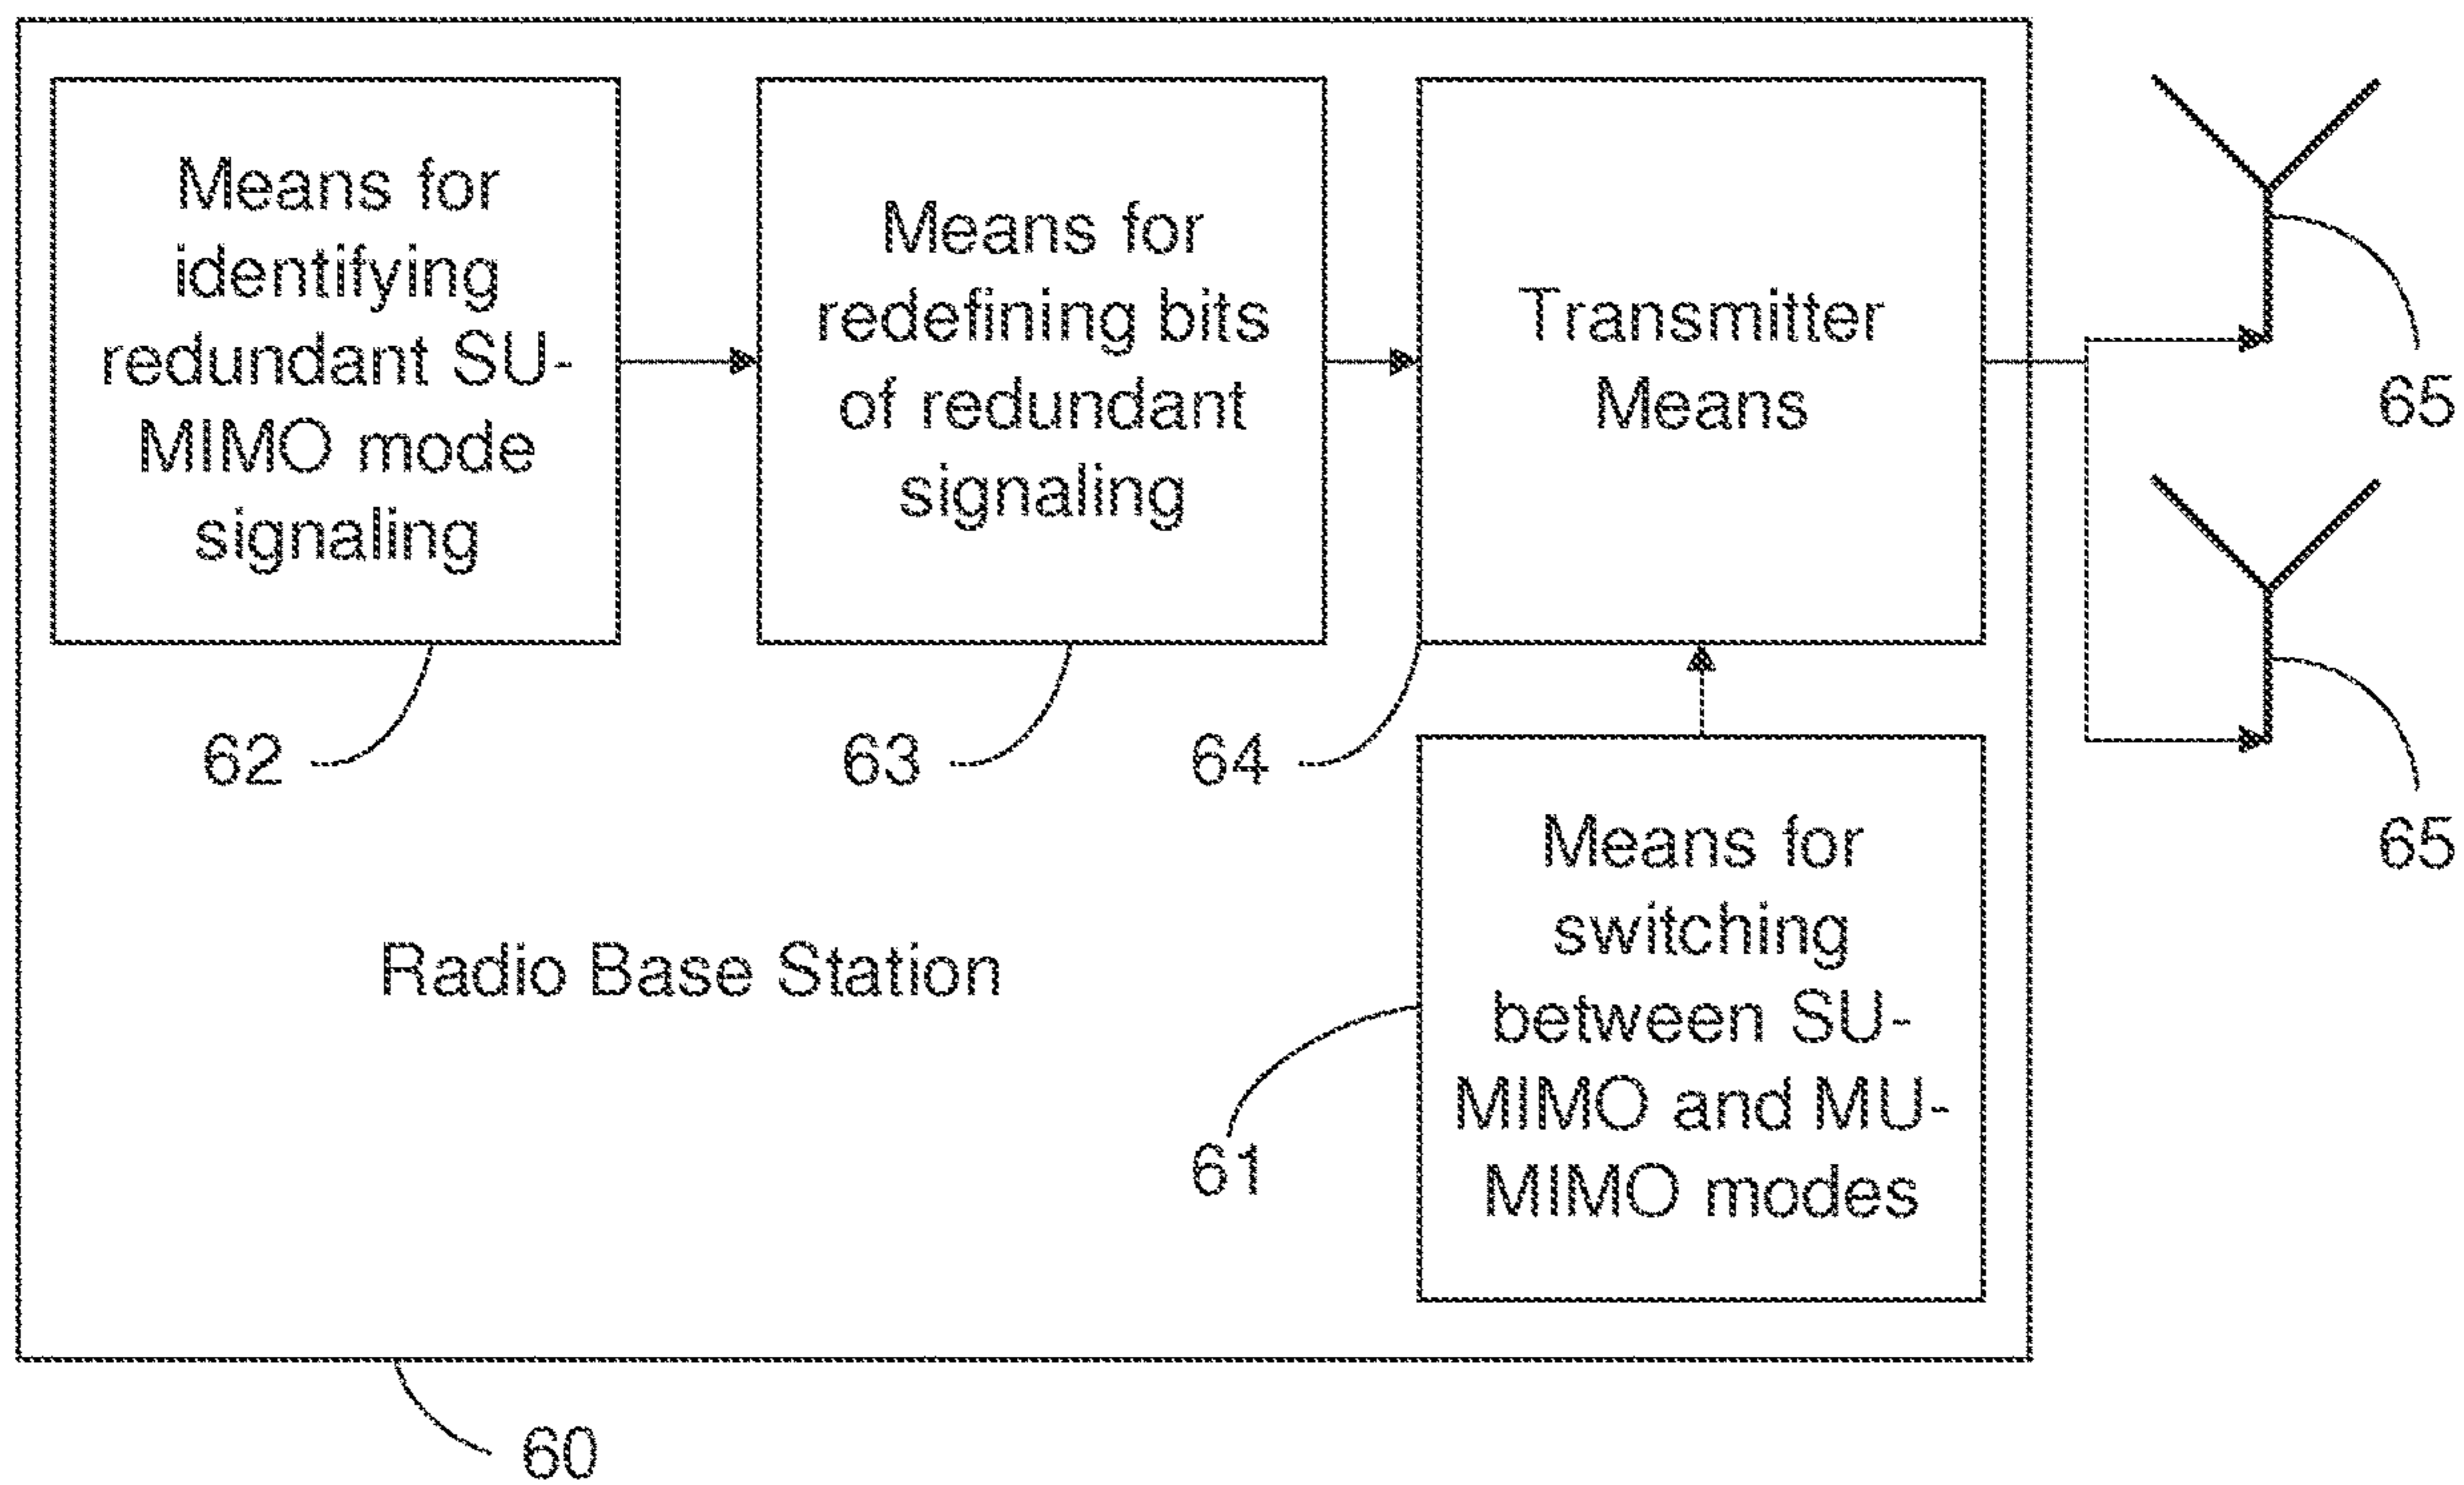 Means for
identifying
redundant SU-
MIMO mode
signaling
Means for
redefining bits
of redundant
signaling
Transmitter
Means
65
65
62
63
64
Means for
switching
between SU-
MIMO and MU-
MIMO modes
Radio Base Station
61
60